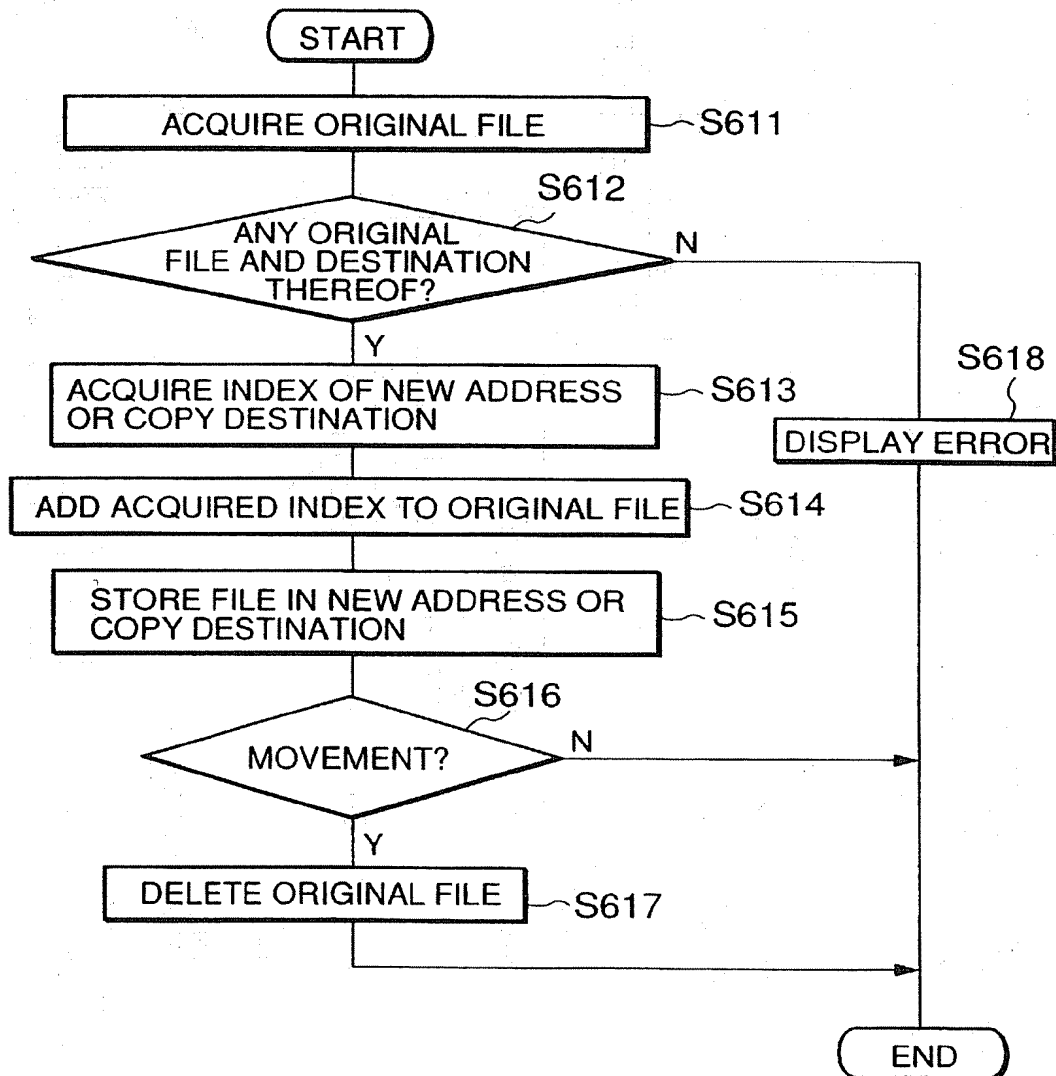 START
ACQUIRE ORIGINAL FILE
S611
S612
ANY ORIGINAL
FILE AND DESTINATION
THEREOF?
N
Y
S618
ACQUIRE INDEX OF NEW ADDRESS
OR COPY DESTINATION
S613
DISPLAY ERROR
ADD ACQUIRED INDEX TO ORIGINAL FILE
S614
STORE FILE IN NEW ADDRESS OR
COPY DESTINATION
S615
S616
MOVEMENT?
N
Y
DELETE ORIGINAL FILE
S617
END